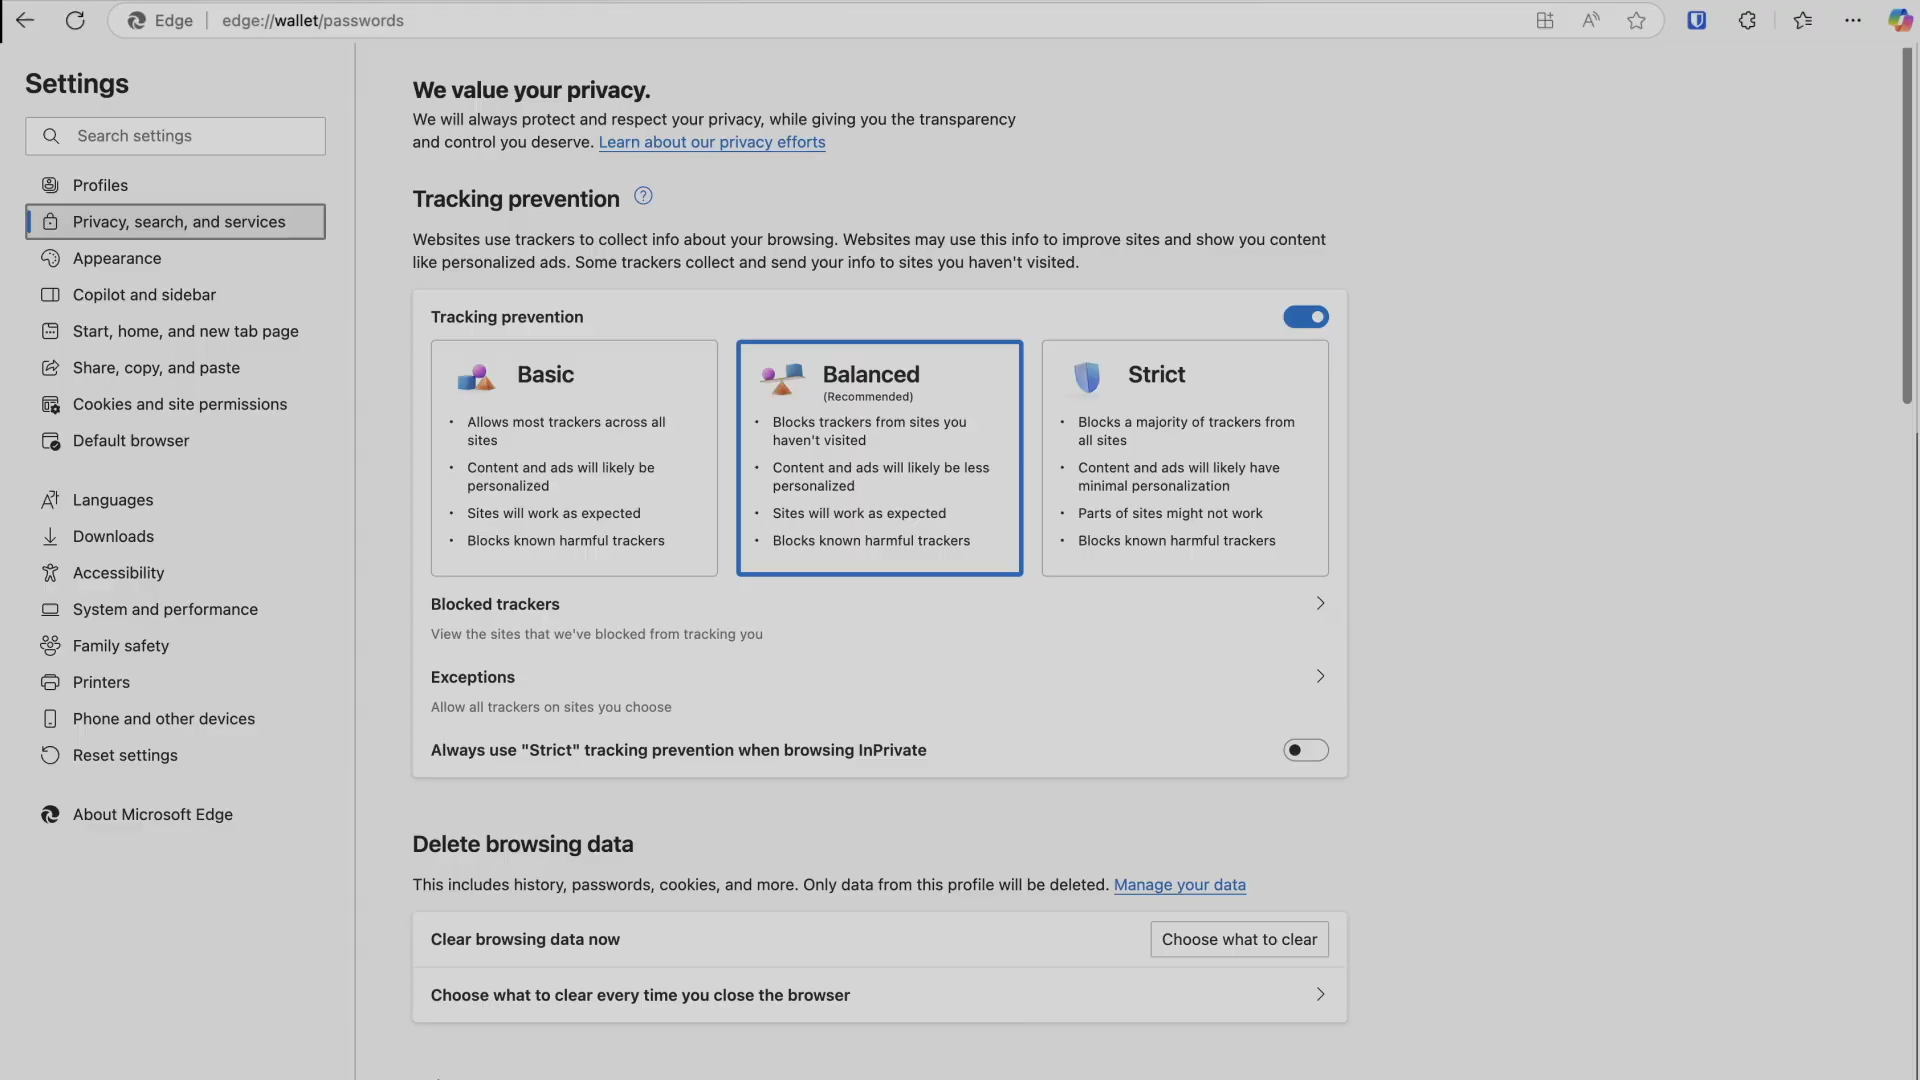 Edge | edge://wallet/passwords
Settings
Search settings
Profiles
Privacy, search, and services
Appearance
Copilot and sidebar
Start, home, and new tab page
Share, copy, and paste
Cookies and site permissions
Default browser
Languages
Downloads
Accessibility
System and performance
Family safety
Printers
Phone and other devices
Reset settings
About Microsoft Edge
We value your privacy.
We will always protect and respect your privacy, while giving you the transparency
and control you deserve. Learn about our privacy efforts
Tracking prevention
Websites use trackers to collect info about your browsing. Websites may use this info to improve sites and show you content
like personalized ads. Some trackers collect and send your info to sites you haven't visited.
Tracking prevention
Basic
• Allows most trackers across all
sites
• Content and ads will likely be
personalized
• Sites will work as expected
• Blocks known harmful trackers
Balanced
(Recommended)
• Blocks trackers from sites you
haven't visited
• Content and ads will likely be less
personalized
• Sites will work as expected
• Blocks known harmful trackers
Strict
• Blocks a majority of trackers from
all sites
• Content and ads will likely have
minimal personalization
• Parts of sites might not work
• Blocks known harmful trackers
Blocked trackers
View the sites that we've blocked from tracking you
Exceptions
Allow all trackers on sites you choose
Always use "Strict" tracking prevention when browsing InPrivate
Delete browsing data
This includes history, passwords, cookies, and more. Only data from this profile will be deleted. Manage your data
Clear browsing data now
Choose what to clear
Choose what to clear every time you close the browser